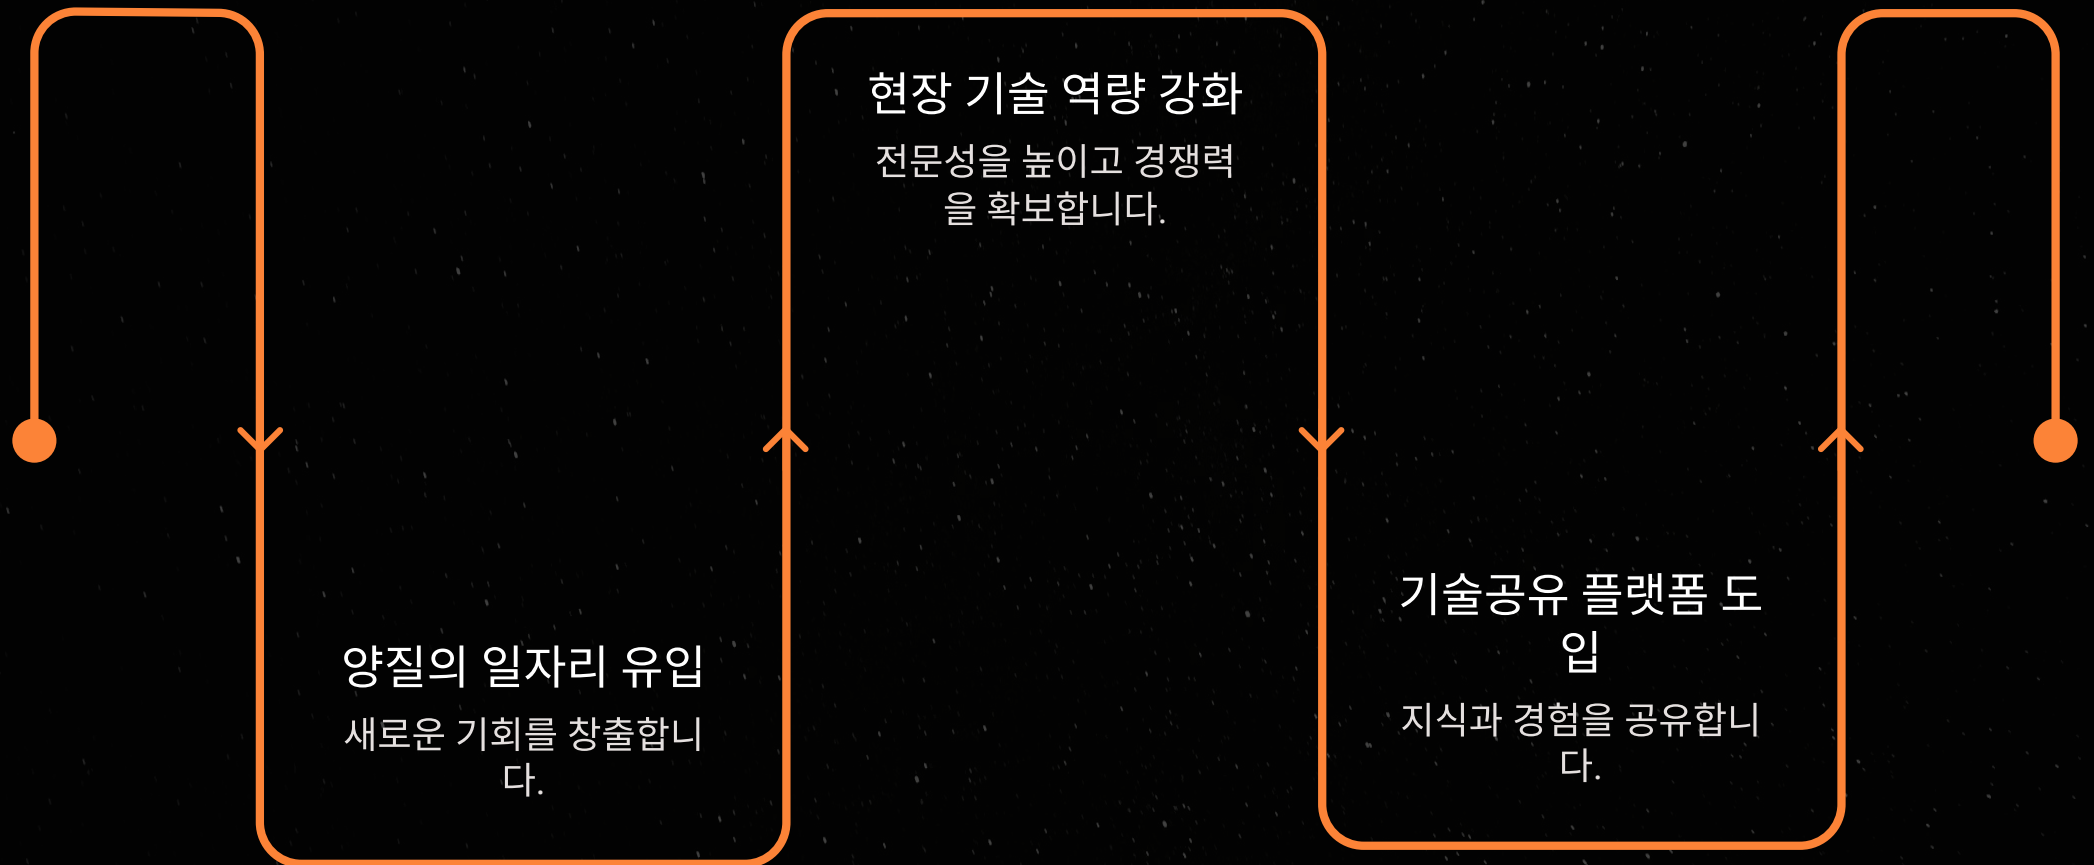 양질의 일자리 유입
새로운 기회를 창출합니
다.
현장 기술 역량 강화
전문성을 높이고 경쟁력
을 확보합니다.
기술공유 플랫폼 도
입
지식과 경험을 공유합니
다.